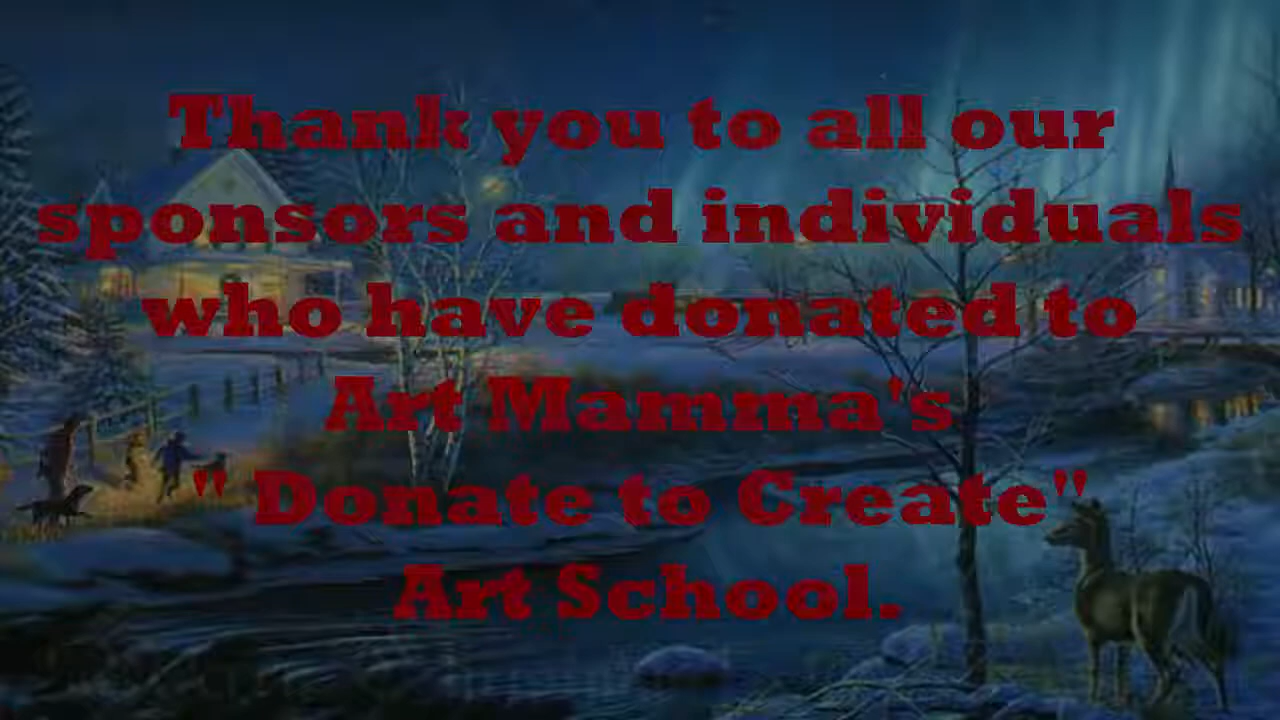 Thank you to all our
sponsors and individuals
who have donated to
Art Mamma's
" Donate to Create"
Art School.